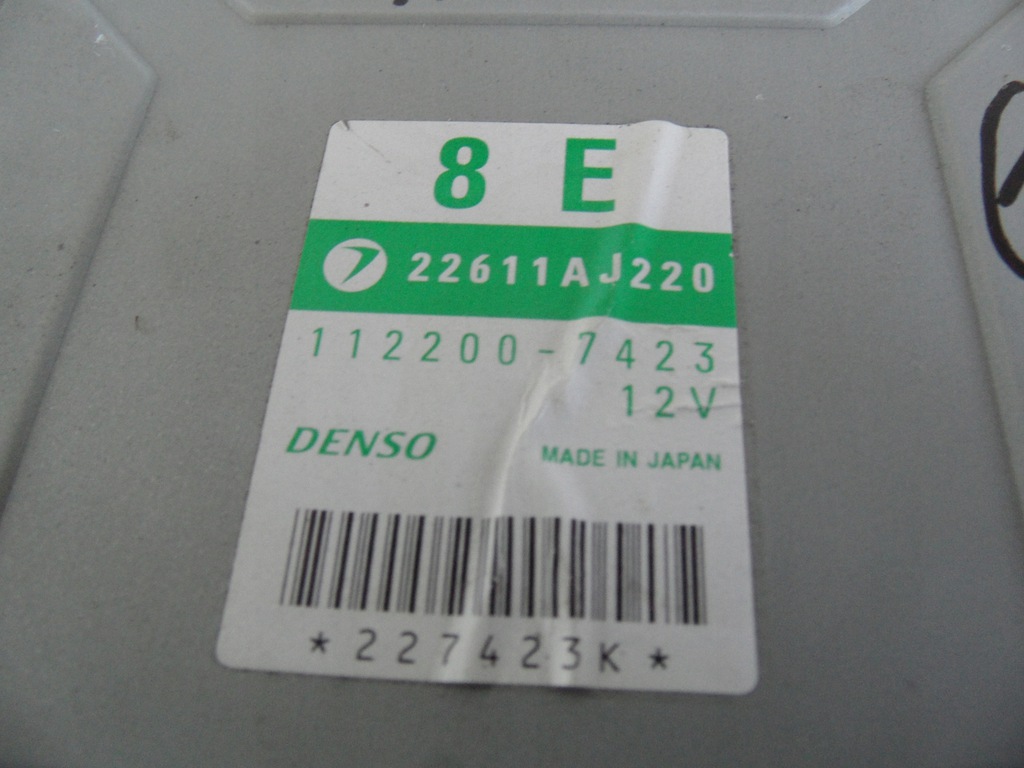 8 E
22611AJ220
112200-7423
12V
DENSO MADE IN JAPAN
*227423K*